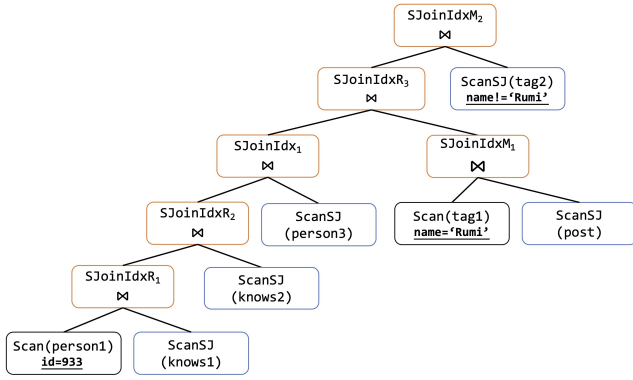 SJoinIdxM₂
⋈
SJoinIdxR₃
⋈
ScanSJ(tag2)
name!=‘Rumi’
SJoinIdx₁
⋈
SJoinIdxM₁
⋈
SJoinIdxR₂
⋈
ScanSJ
(person3)
Scan(tag1)
name=‘Rumi’
ScanSJ
(post)
SJoinIdxR₁
⋈
ScanSJ
(knows2)
Scan(person1)
id=933
ScanSJ
(knows1)